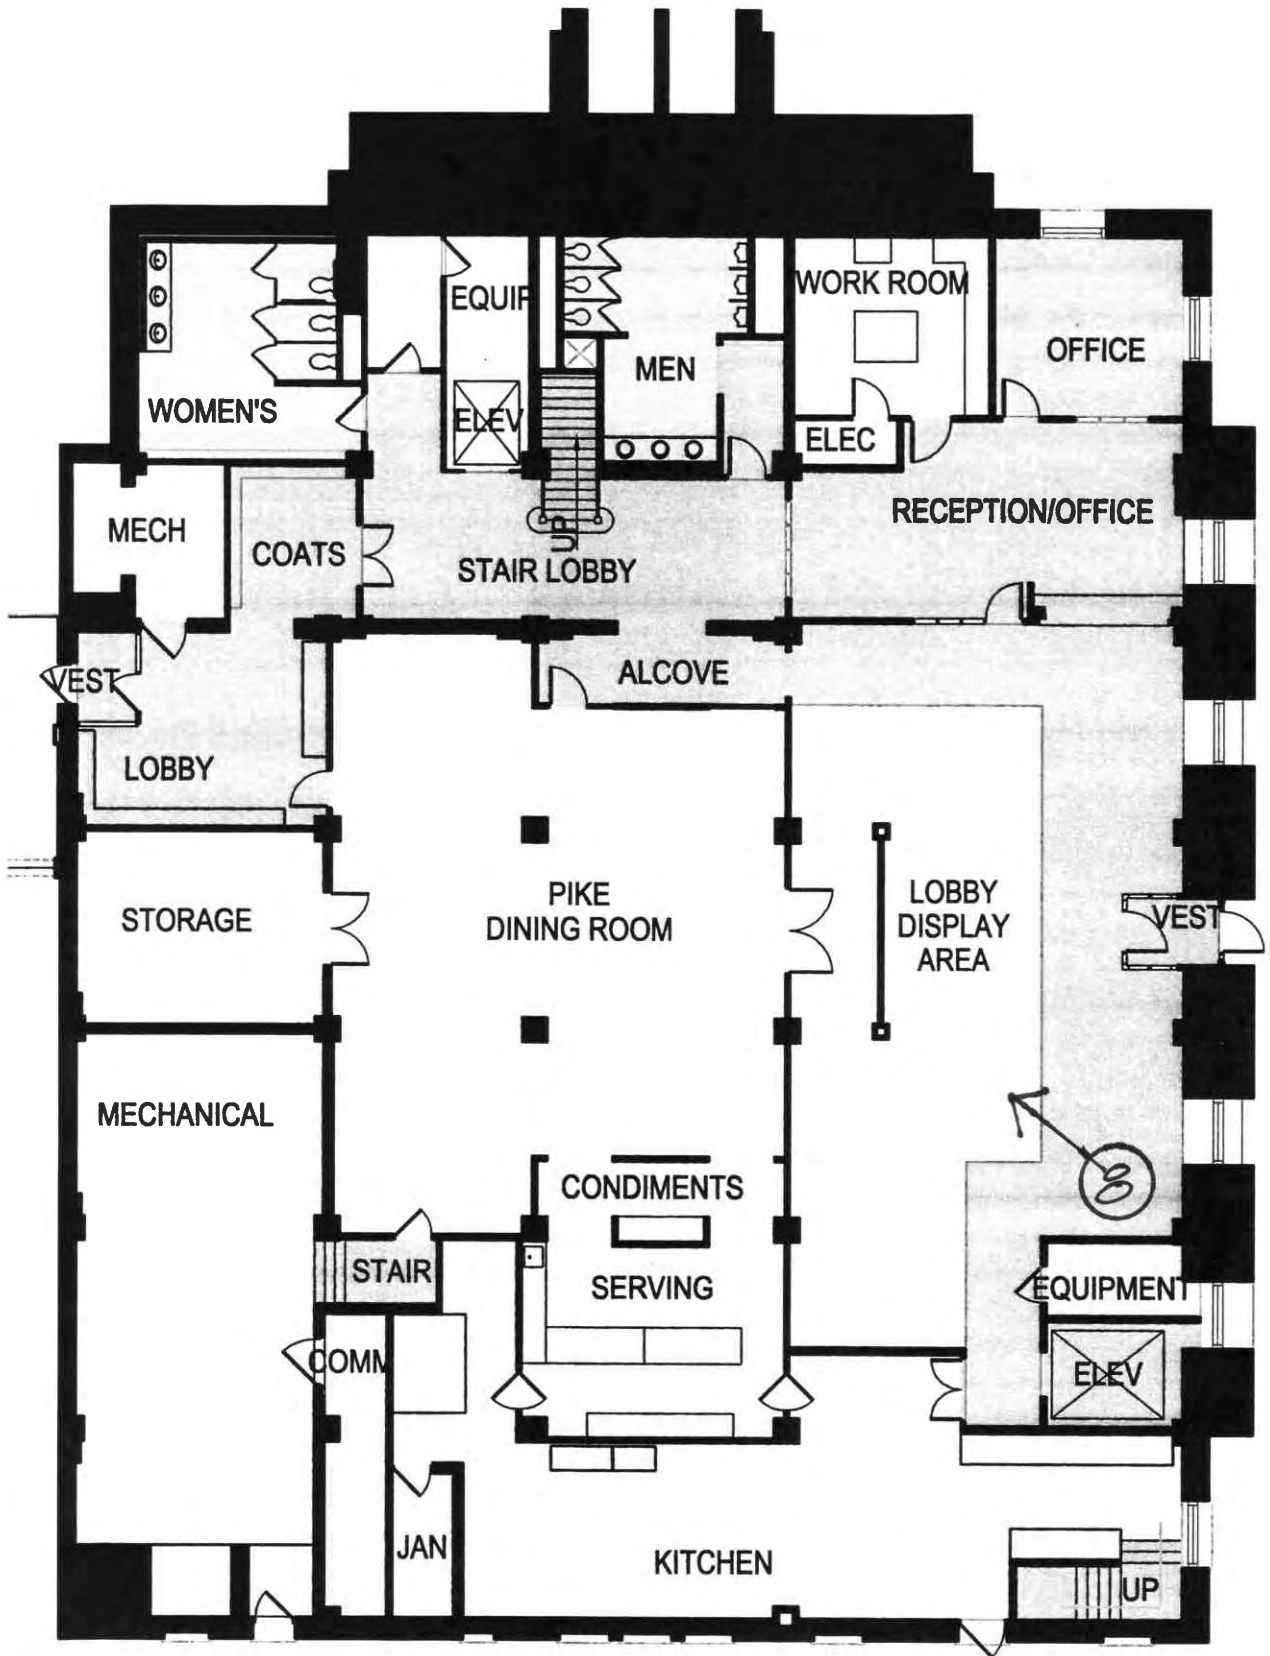 WORK ROOM
EQUIP
OFFICE
MEN
WOMEN'S
ELEV
ELEC
RECEPTION/OFFICE
MECH
COATS
UP
STAIR LOBBY
ALCOVE
VEST
LOBBY
PIKE
DINING ROOM
LOBBY
DISPLAY
AREA
STORAGE
VEST
MECHANICAL
8
CONDIMENTS
STAIR
SERVING
EQUIPMENT
COMM
ELEV
JAN
KITCHEN
UP